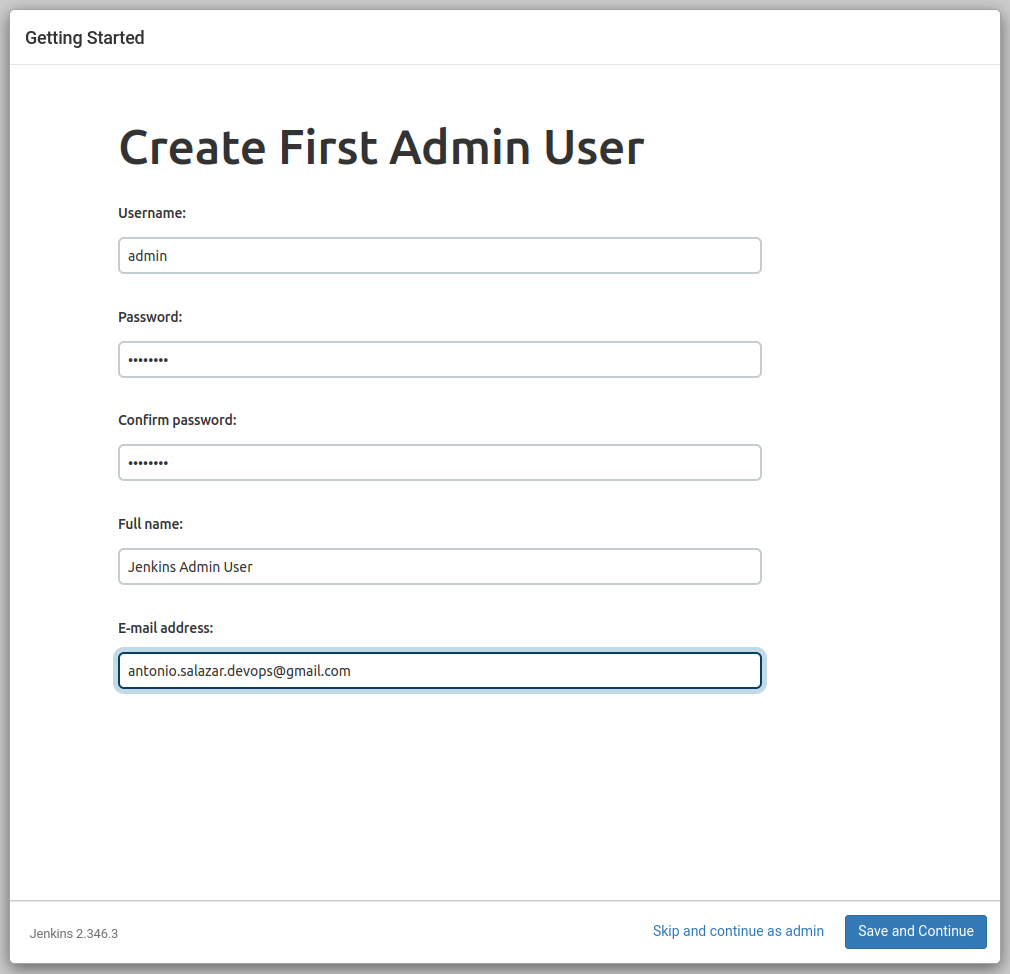 Getting Started
Create First Admin User
Username:
admin
Password:
••••••••
Confirm password:
••••••••
Full name:
Jenkins Admin User
E-mail address:
antonio.salazar.devops@gmail.com
Jenkins 2.346.3
Skip and continue as admin
Save and Continue